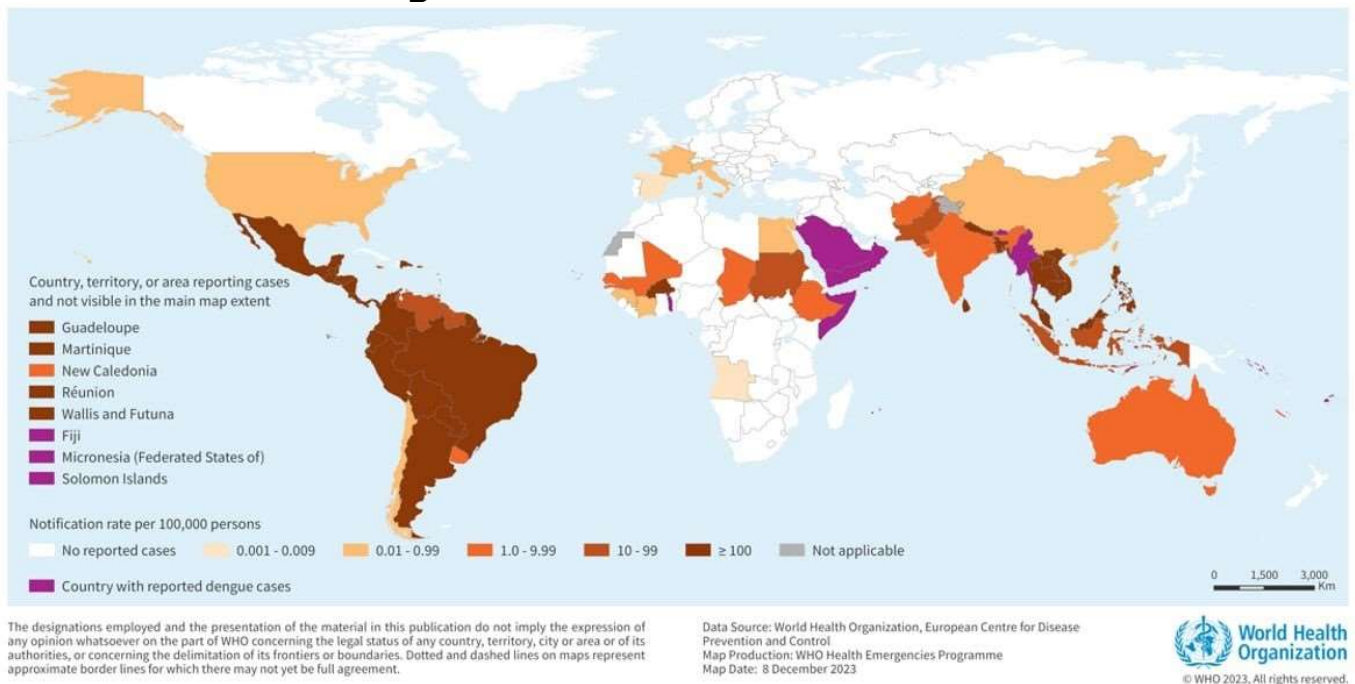 Country, territory, or area reporting cases
and not visible in the main map extent
Guadeloupe
Martinique
New Caledonia
Réunion
Wallis and Futuna
Fiji
Micronesia (Federated States of)
Solomon Islands
Notification rate per 100,000 persons
No reported cases 0.001 - 0.009 0.01 - 0.99 1.0 - 9.99 10 - 99 ≥ 100 Not applicable
Country with reported dengue cases
0 1,500 3,000
Km
The designations employed and the presentation of the material in this publication do not imply the expression of
any opinion whatsoever on the part of WHO concerning the legal status of any country, territory, city or area or of its
authorities, or concerning the delimitation of its frontiers or boundaries. Dotted and dashed lines on maps represent
approximate border lines for which there may not yet be full agreement.
Data Source: World Health Organization, European Centre for Disease
Prevention and Control
Map Production: WHO Health Emergencies Programme
Map Date: 8 December 2023
World Health
Organization
© WHO 2023, All rights reserved.